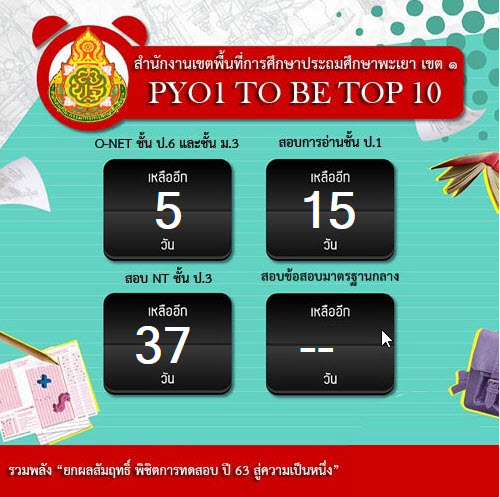 สำนักงานเขตพื้นที่การศึกษาประถมศึกษาพะเยา เขต ๑
PYO1 TO BE TOP 10
O-NET ชั้น ป.6 และชั้น ม.3
เหลืออีก
5
วัน
สอบการอ่านชั้น ป.1
เหลืออีก
15
วัน
สอบ NT ชั้น ป.3
เหลืออีก
37
วัน
สอบข้อสอบมาตรฐานกลาง
เหลืออีก
--
วัน
รวมพลัง “ยกผลสัมฤทธิ์ พิชิตการทดสอบ ปี 63 สู่ความเป็นหนึ่ง”